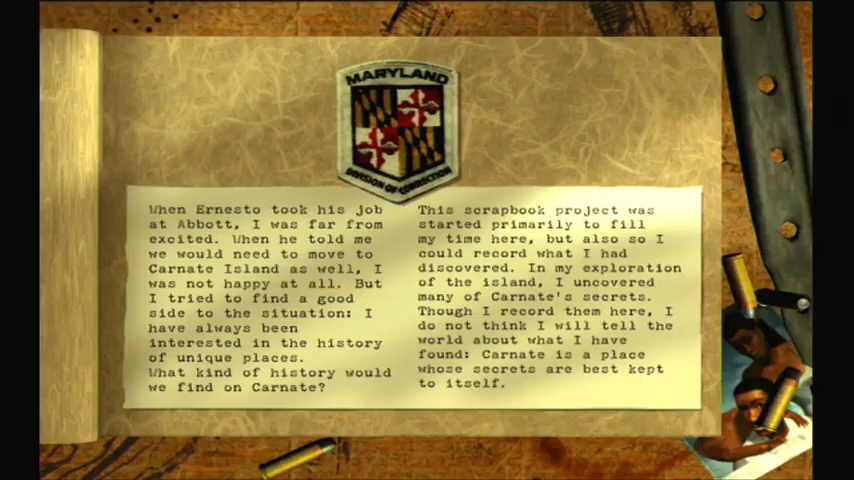 MARYLAND
DIVISION OF CORRECTION
When Ernesto took his job
at Abbott, I was far from
excited. When he told me
we would need to move to
Carnate Island as well, I
was not happy at all. But
I tried to find a good
side to the situation: I
have always been
interested in the history
of unique places.
What kind of history would
we find on Carnate?
This scrapbook project was
started primarily to fill
my time here, but also so I
could record what I had
discovered. In my exploration
of the island, I uncovered
many of Carnate's secrets.
Though I record them here, I
do not think I will tell the
world about what I have
found: Carnate is a place
whose secrets are best kept
to itself.